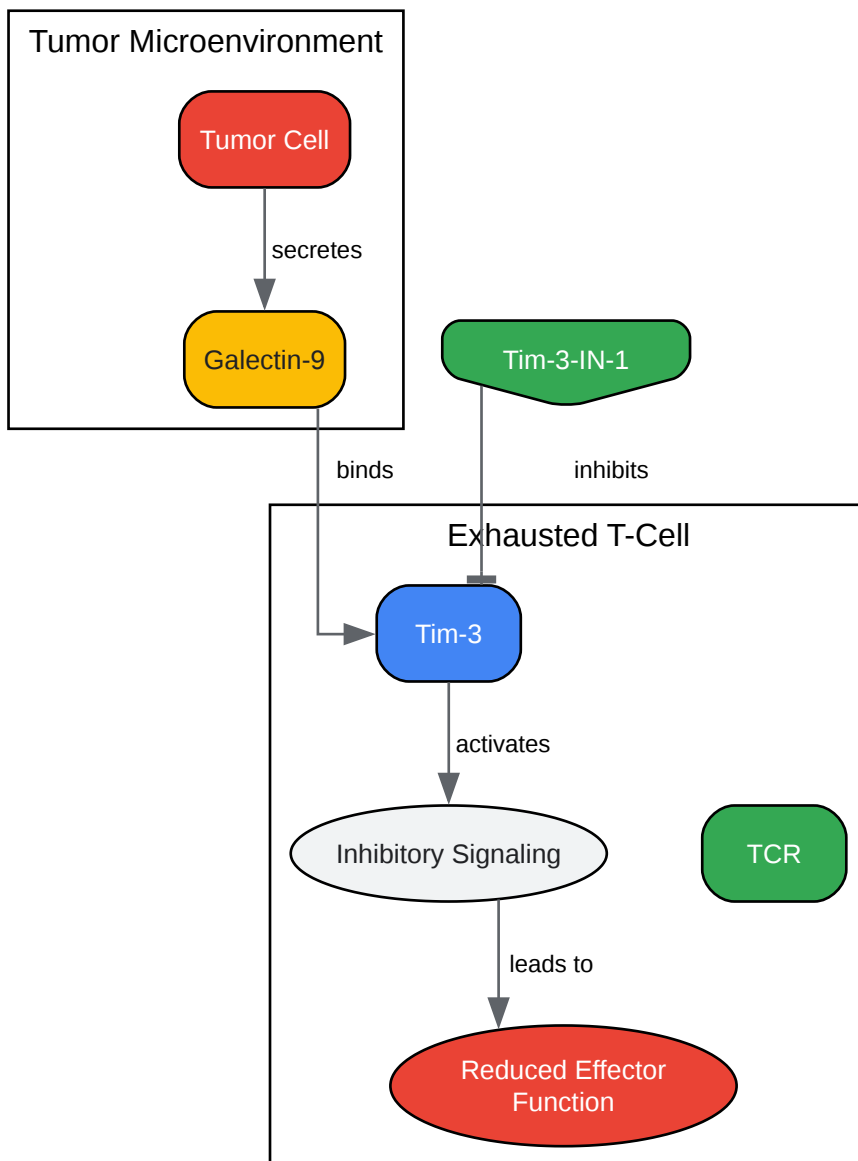 Tumor Microenvironment
Tumor Cell
secretes
Galectin-9
Tim-3-IN-1
binds
inhibits
Exhausted T-Cell
Tim-3
activates
Inhibitory Signaling
TCR
leads to
Reduced Effector
Function